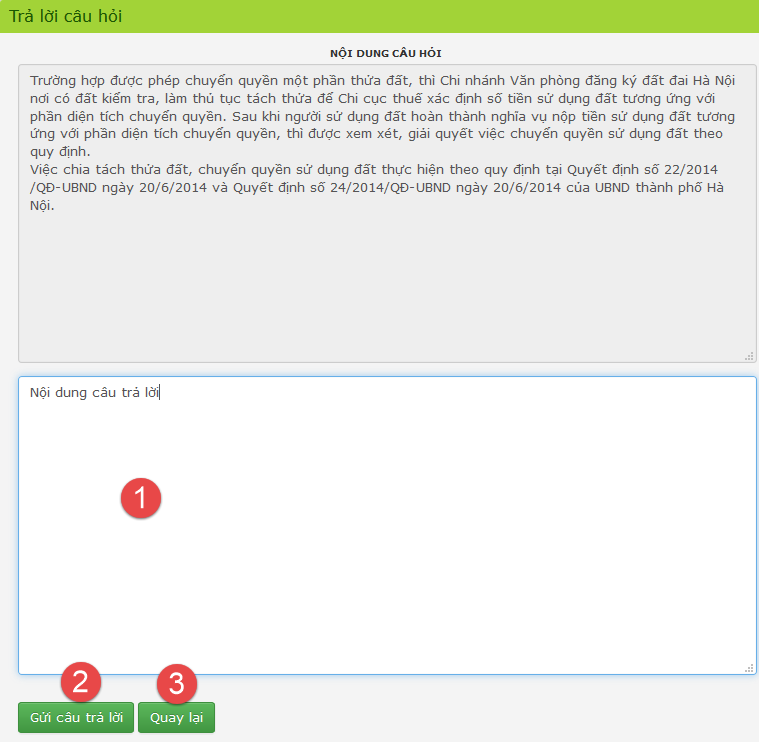 Trả lời câu hỏi
NỘI DUNG CÂU HỎI
Trường hợp được phép chuyển quyền một phần thửa đất, thì Chi nhánh Văn phòng đăng ký đất đai Hà Nội
nơi có đất kiểm tra, làm thủ tục tách thửa để Chi cục thuế xác định số tiền sử dụng đất tương ứng với
phần diện tích chuyển quyền. Sau khi người sử dụng đất hoàn thành nghĩa vụ nộp tiền sử dụng đất tương
ứng với phần diện tích chuyển quyền, thì được xem xét, giải quyết việc chuyển quyền sử dụng đất theo
quy định.
Việc chia tách thửa đất, chuyển quyền sử dụng đất thực hiện theo quy định tại Quyết định số 22/2014
/QĐ-UBND ngày 20/6/2014 và Quyết định số 24/2014/QĐ-UBND ngày 20/6/2014 của UBND thành phố Hà
Nội.
Nội dung câu trả lời
1
2
3
Gửi câu trả lời
Quay lại